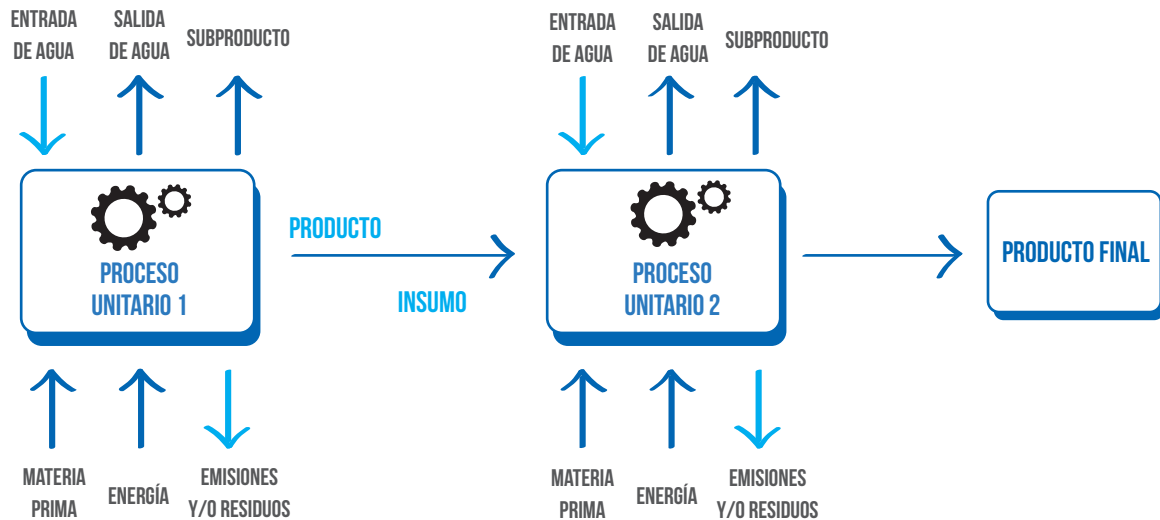 ENTRADA
DE AGUA
SALIDA
DE AGUA
SUBPRODUCTO
ENTRADA
DE AGUA
SALIDA
DE AGUA
SUBPRODUCTO
PROCESO
UNITARIO 1
PRODUCTO
INSUMO
PROCESO
UNITARIO 2
PRODUCTO FINAL
MATERIA
PRIMA
ENERGÍA
EMISIONES
Y/O RESIDUOS
MATERIA
PRIMA
ENERGÍA
EMISIONES
Y/O RESIDUOS